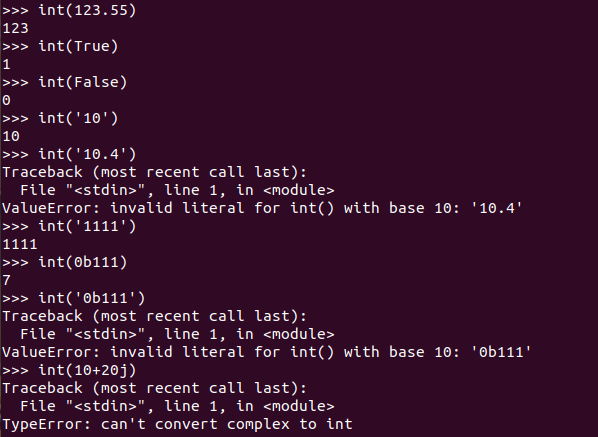 >>> int(123.55)
123
>>> int(True)
1
>>> int(False)
0
>>> int('10')
10
>>> int('10.4')
Traceback (most recent call last):
  File "<stdin>", line 1, in <module>
ValueError: invalid literal for int() with base 10: '10.4'
>>> int('1111')
1111
>>> int(0b111)
7
>>> int('0b111')
Traceback (most recent call last):
  File "<stdin>", line 1, in <module>
ValueError: invalid literal for int() with base 10: '0b111'
>>> int(10+20j)
Traceback (most recent call last):
  File "<stdin>", line 1, in <module>
TypeError: can't convert complex to int